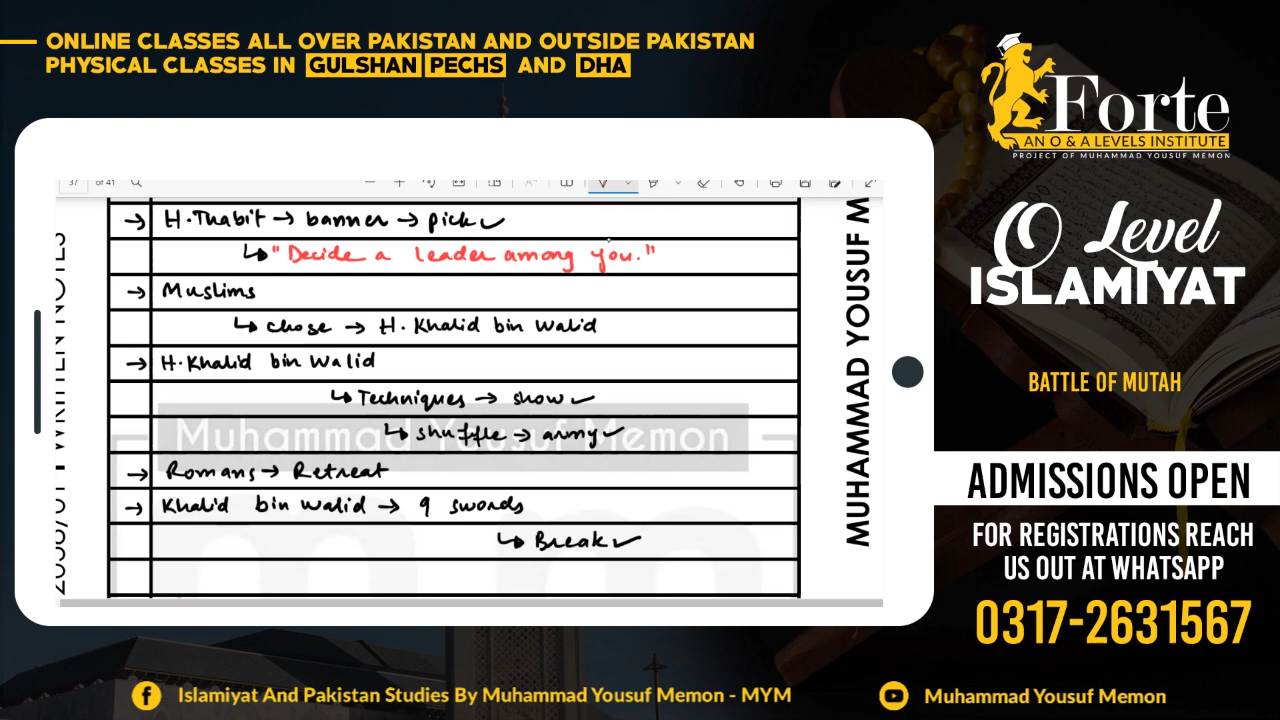 ONLINE CLASSES ALL OVER PAKISTAN AND OUTSIDE PAKISTAN
PHYSICAL CLASSES IN GULSHAN PECHS AND DHA
Forte
AN O & A LEVELS INSTITUTE
PROJECT OF MUHAMMAD YOUSUF MEMON
37 of 41
→ H.Thabit → banner → pick ✓
↳ "Decide a leader among you."
→ Muslims
↳ chose → H. Khalid bin Walid
→ H.Khalid bin Walid
↳ Techniques → show ✓
↳ shuffle → army ✓
Muhammad Yousuf Memon
→ Romans → Retreat
→ Khalid bin Walid → 9 swords
↳ Break ✓
MUHAMMAD YOUSUF M
O Level
ISLAMIYAT
BATTLE OF MUTAH
ADMISSIONS OPEN
FOR REGISTRATIONS REACH
US OUT AT WHATSAPP
0317-2631567
Islamiyat And Pakistan Studies By Muhammad Yousuf Memon - MYM
Muhammad Yousuf Memon